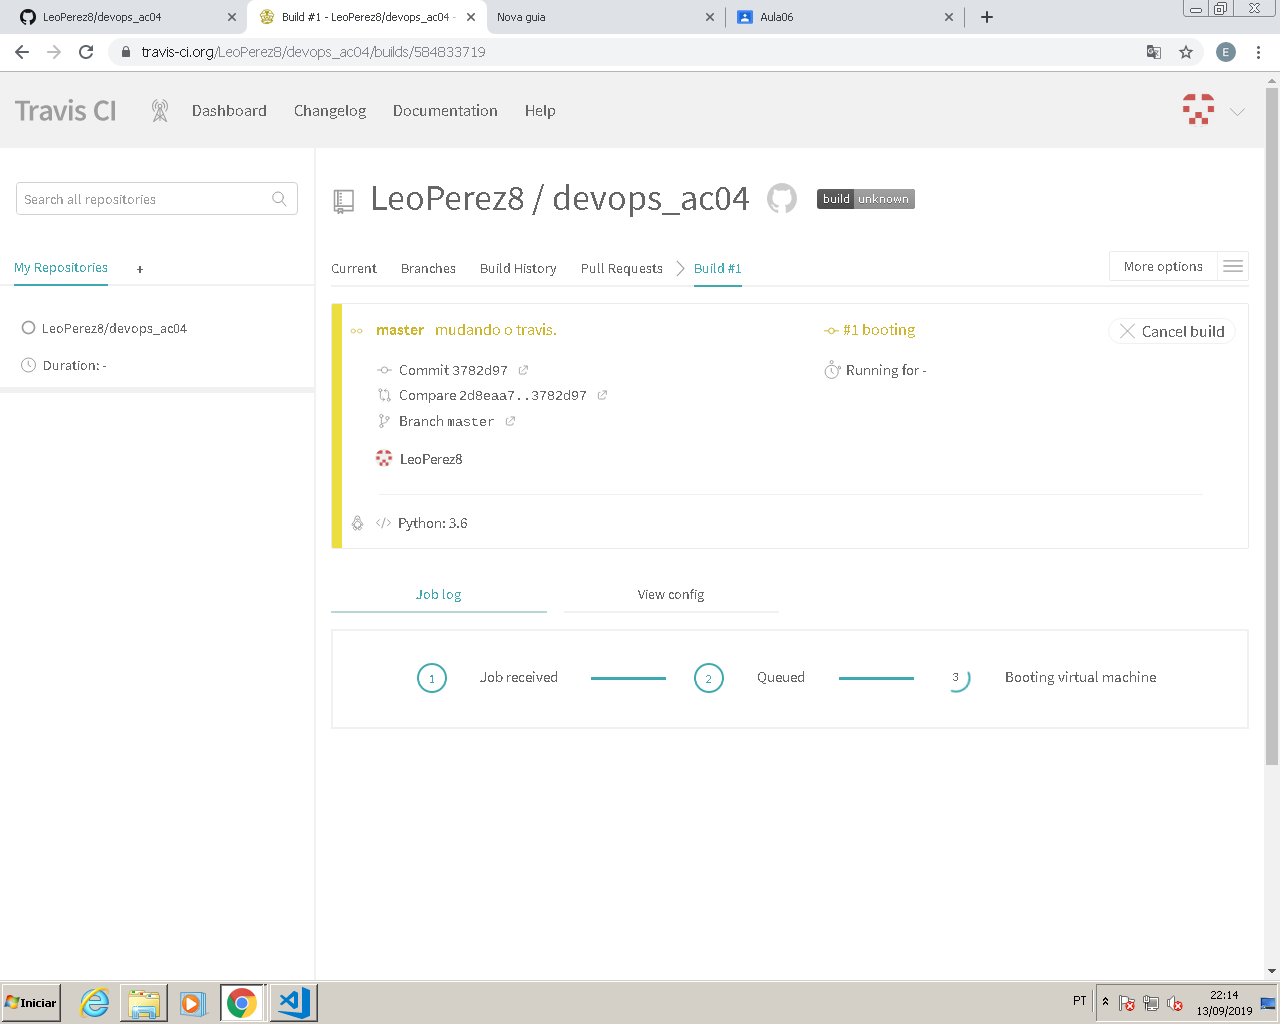 LeoPerez8/devops_ac04
Build #1 - LeoPerez8/devops_ac04 -
Nova guia
Aula06
travis-ci.org/LeoPerez8/devops_ac04/builds/584833719
E
Travis CI
Dashboard
Changelog
Documentation
Help
Search all repositories
LeoPerez8 / devops_ac04
build unknown
My Repositories
+
Current
Branches
Build History
Pull Requests
Build #1
More options
LeoPerez8/devops_ac04
Duration: -
master mudando o travis.
#1 booting
Cancel build
Commit 3782d97
Running for -
Compare 2d8eaa7..3782d97
Branch master
LeoPerez8
</> Python: 3.6
Job log
View config
1 Job received
2 Queued
3 Booting virtual machine
Iniciar
PT
22:14
13/09/2019